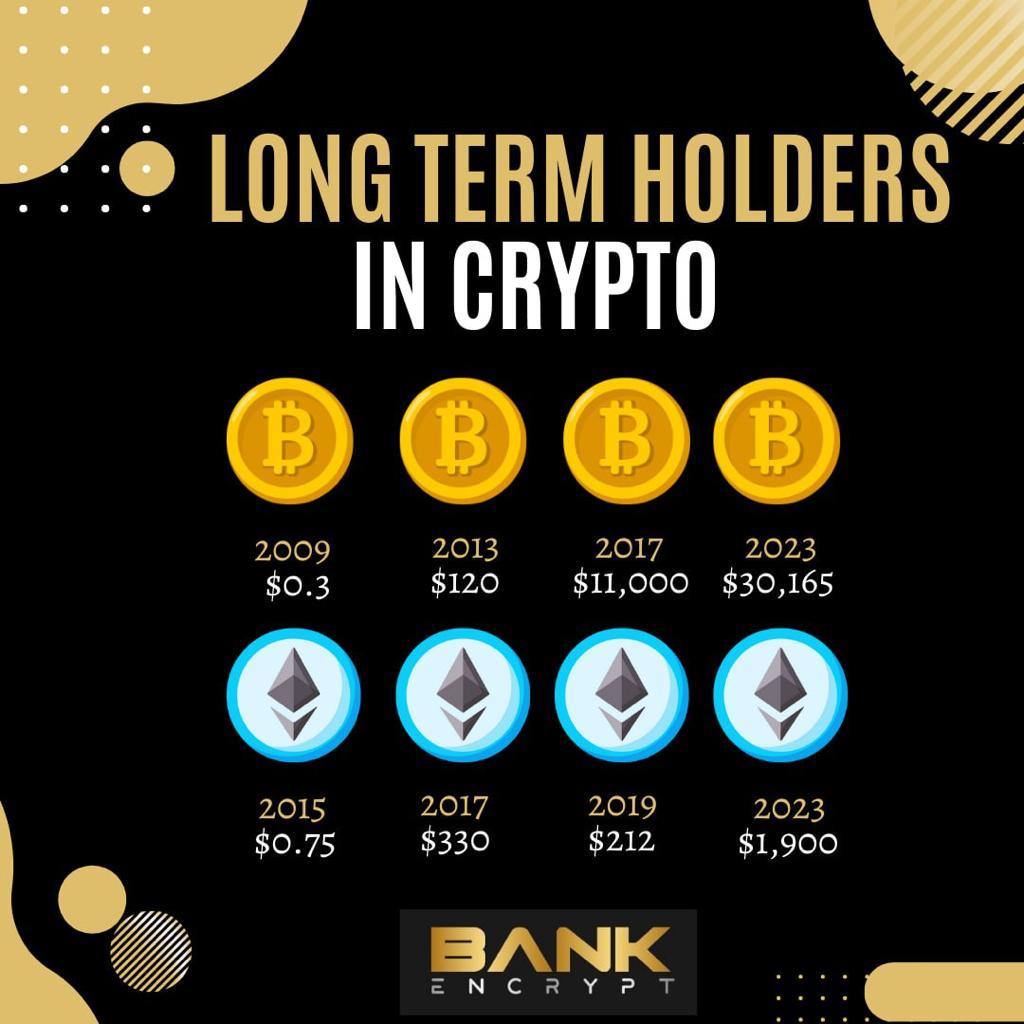 LONG TERM HOLDERS
IN CRYPTO
2009 2013 2017 2023
$0.3 $120 $11,000 $30,165
2015 2017 2019 2023
$0.75 $330 $212 $1,900
BANK
ENCRYPT